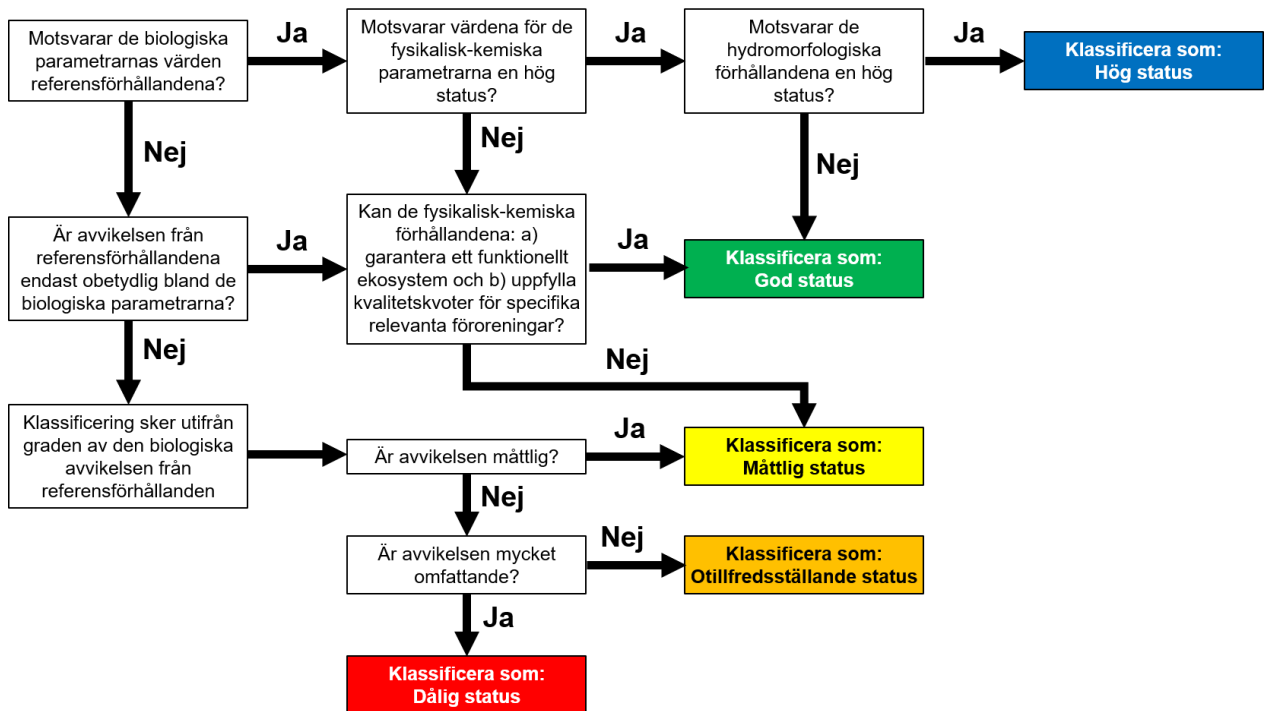 Motsvarar de biologiska
parametrarnas värden
referensförhållandena?
Ja
Motsvarar värdena för de
fysikalisk-kemiska
parametrarna en hög
status?
Ja
Motsvarar de
hydromorfologiska
förhållandena en hög
status?
Ja
Klassificera som:
Hög status
Nej
Nej
Nej
Är avvikelsen från
referensförhållandena
endast obetydlig bland de
biologiska parametrarna?
Ja
Kan de fysikalisk-kemiska
förhållandena: a)
garantera ett funktionellt
ekosystem och b) uppfylla
kvalitetskvoter för specifika
relevanta föroreningar?
Ja
Klassificera som:
God status
Nej
Nej
Klassificering sker utifrån
graden av den biologiska
avvikelsen från
referensförhållanden
Är avvikelsen måttlig?
Ja
Klassificera som:
Måttlig status
Nej
Är avvikelsen mycket
omfattande?
Nej
Klassificera som:
Otillfredsställande status
Ja
Klassificera som:
Dålig status